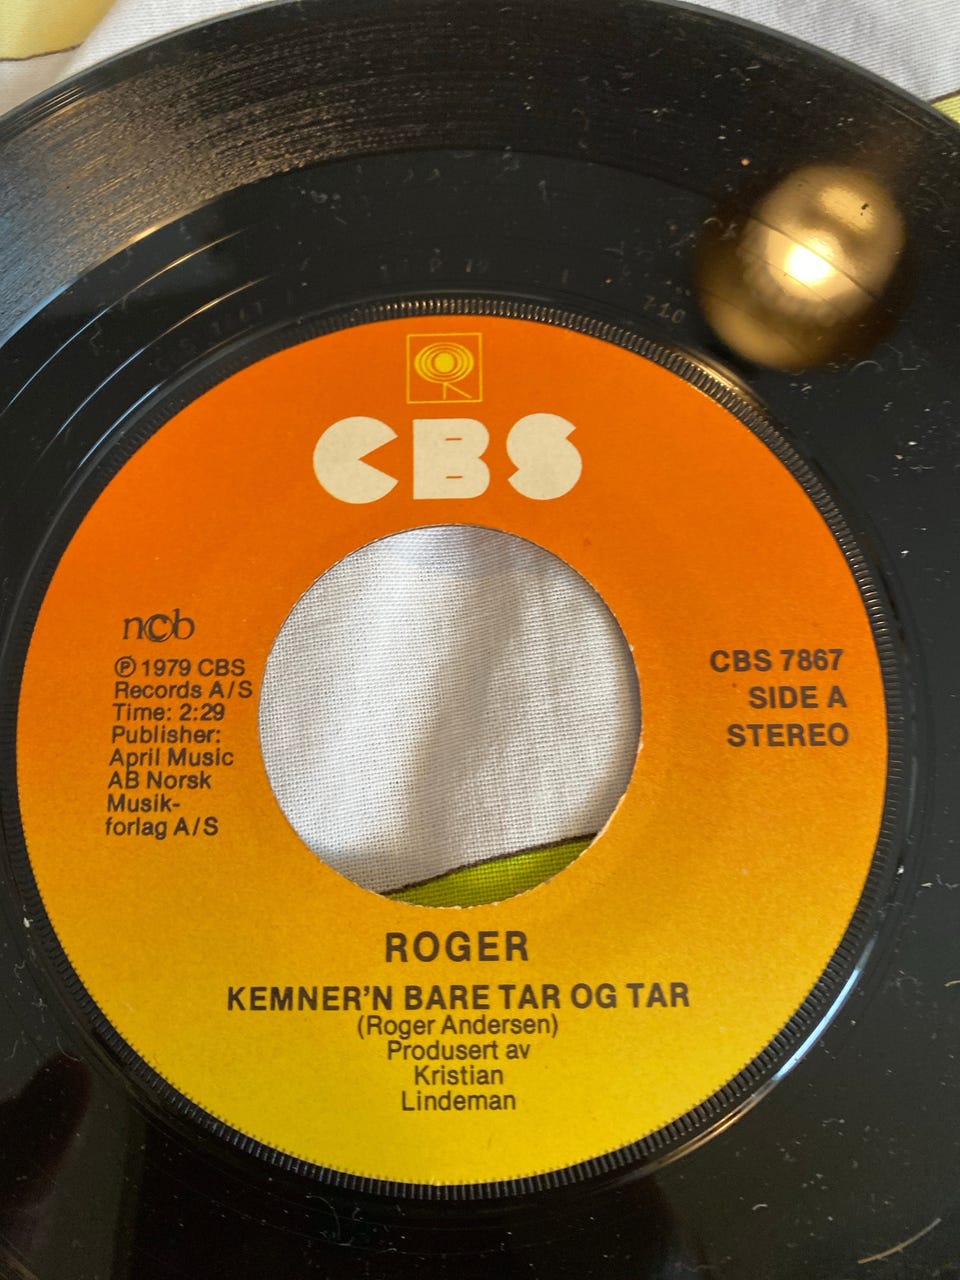 CBS
ncb
Ⓟ 1979 CBS
Records A/S
Time: 2:29
Publisher:
April Music
AB Norsk
Musik-
forlag A/S
CBS 7867
SIDE A
STEREO
ROGER
KEMNER'N BARE TAR OG TAR
(Roger Andersen)
Produsert av
Kristian
Lindeman